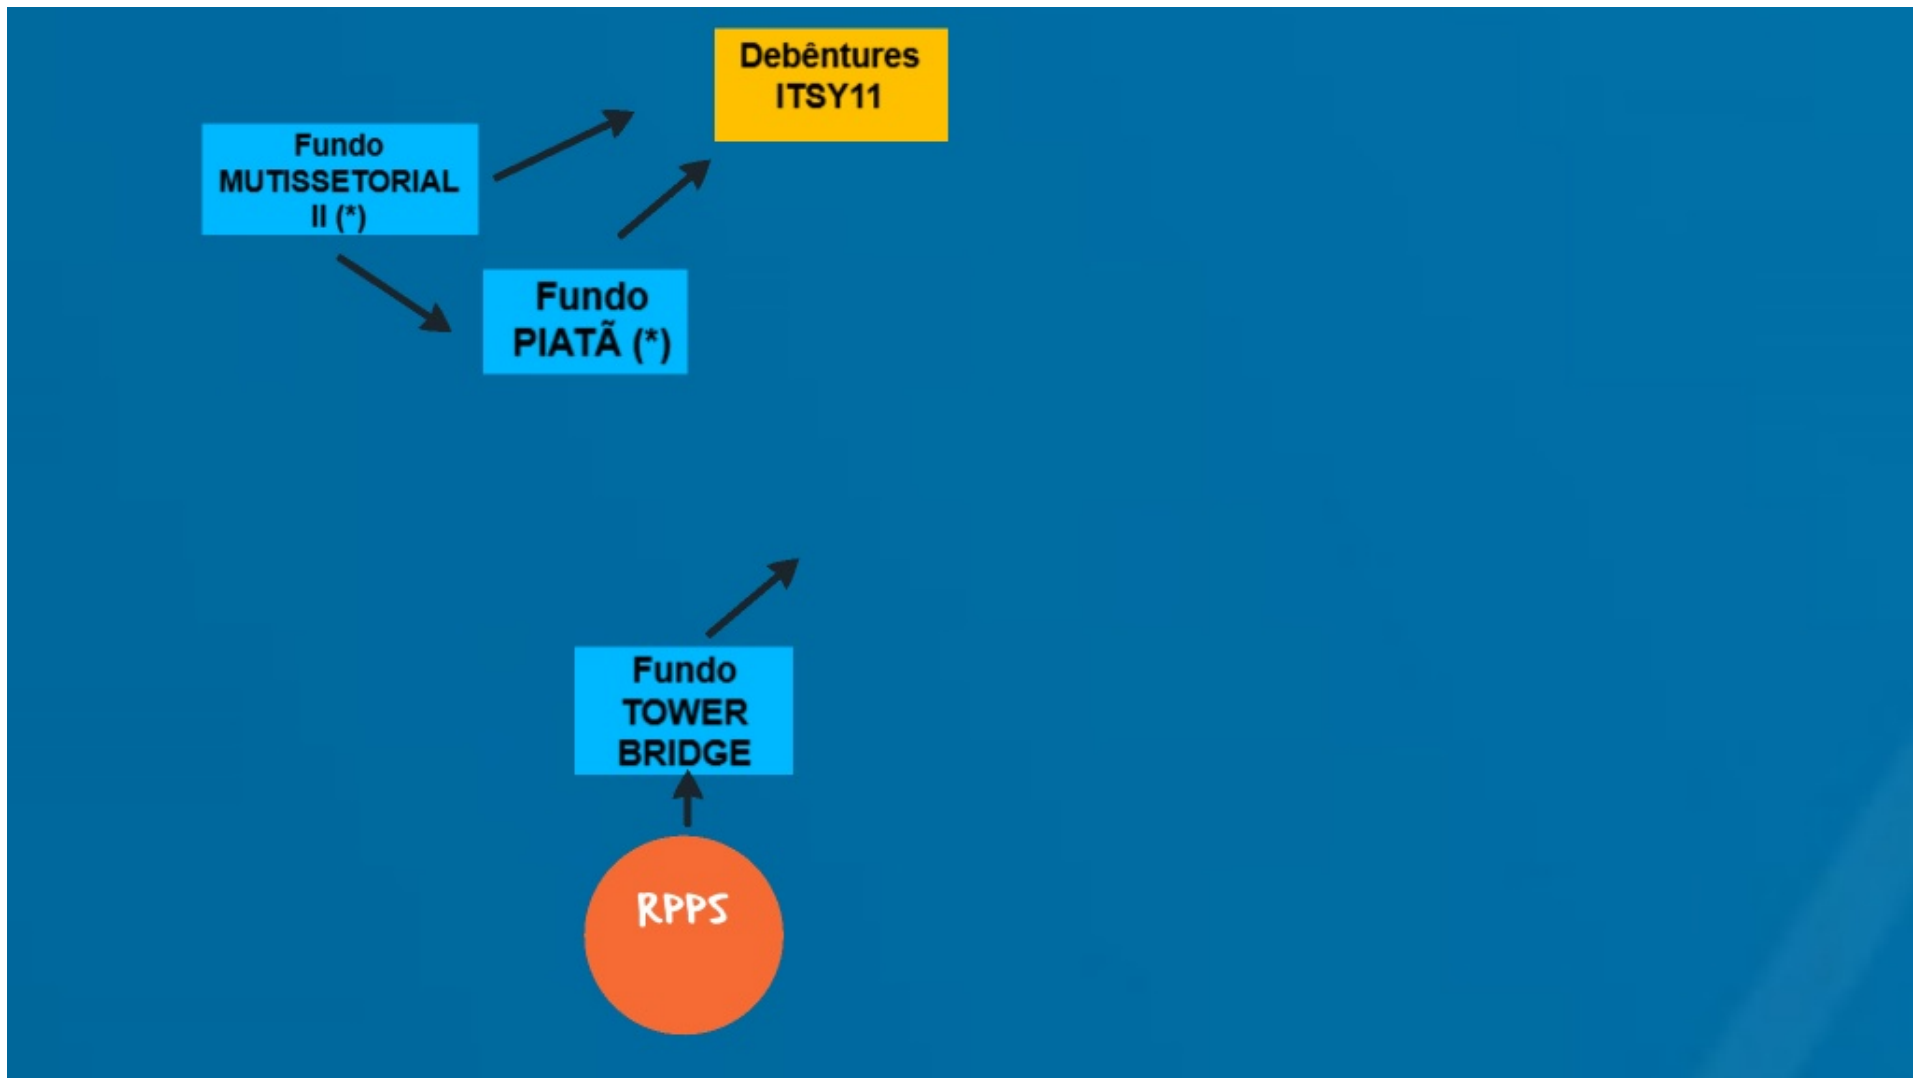 Debêntures
ITSY11
Fundo
MUTISSETORIAL
II (*)
Fundo
PIATÃ (*)
Fundo
TOWER
BRIDGE
RPPS